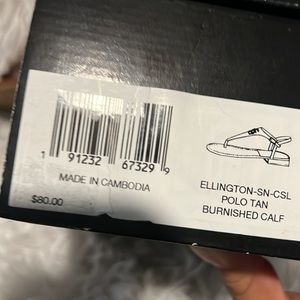 1 91232 67329 9
MADE IN CAMBODIA
$80.00
ELLINGTON-SN-CSL
POLO TAN
BURNISHED CALF